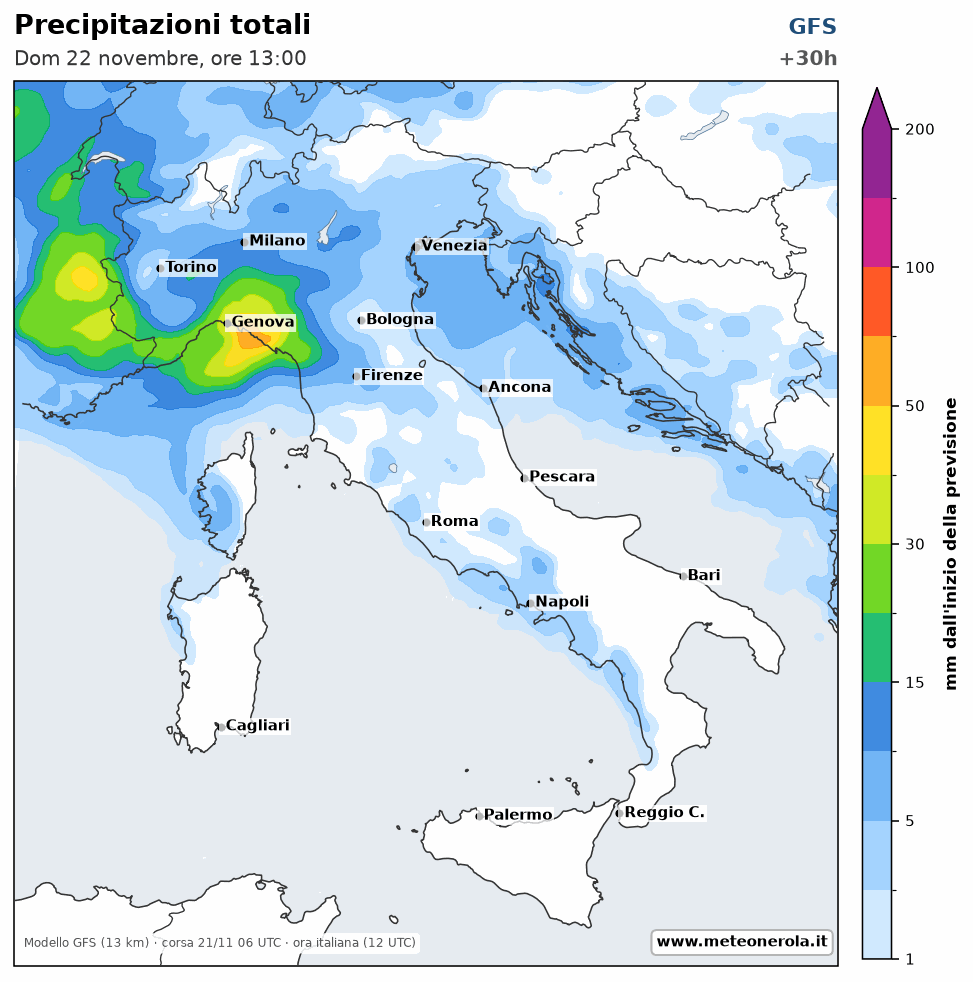 Precipitazioni totali
GFS
Dom 22 novembre, ore 13:00
+30h
200
100
50
30
15
5
1
mm dall'inizio della previsione
Milano
Venezia
Torino
Genova
Bologna
Firenze
Ancona
Pescara
Roma
Bari
Napoli
Cagliari
Palermo
Reggio C.
Modello GFS (13 km) · corsa 21/11 06 UTC · ora italiana (12 UTC)
www.meteonerola.it